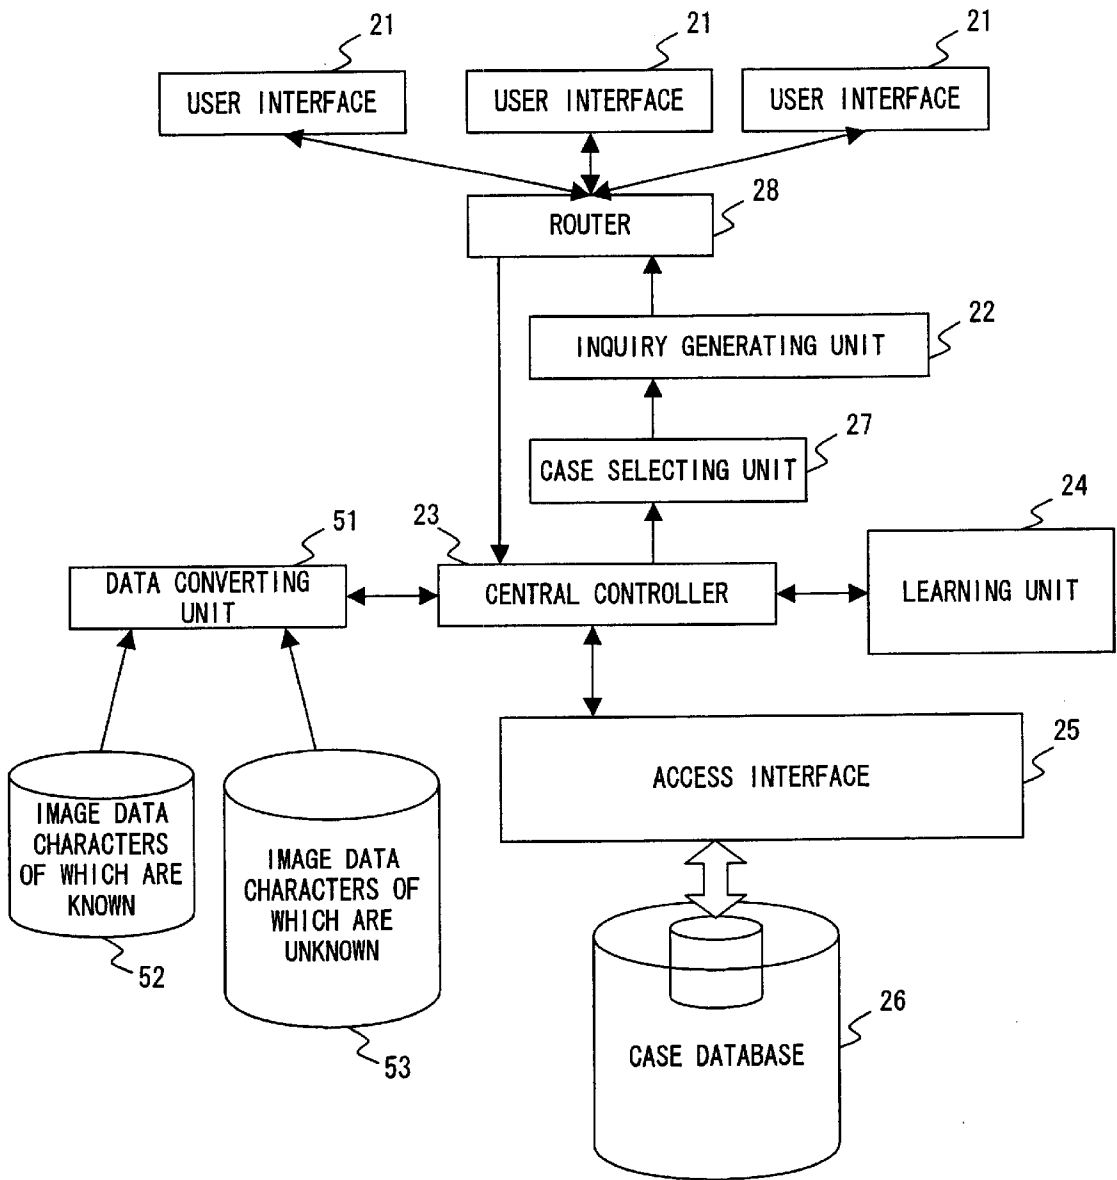 21
21
21
USER INTERFACE
USER INTERFACE
USER INTERFACE
28
ROUTER
22
INQUIRY GENERATING UNIT
27
CASE SELECTING UNIT
24
23
51
DATA CONVERTING
UNIT
CENTRAL CONTROLLER
LEARNING UNIT
25
ACCESS INTERFACE
IMAGE DATA
CHARACTERS
OF WHICH ARE
KNOWN
IMAGE DATA
CHARACTERS OF
WHICH ARE
UNKNOWN
52
53
26
CASE DATABASE